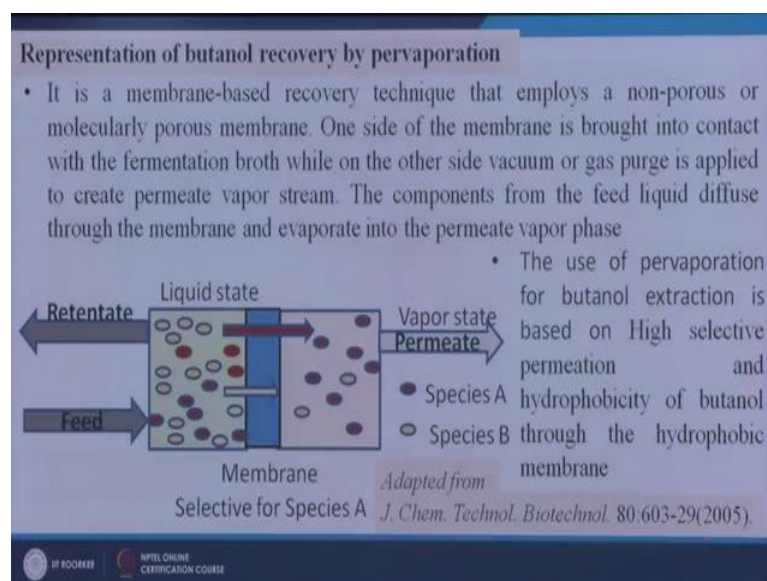 Representation of butanol recovery by pervaporation
• It is a membrane-based recovery technique that employs a non-porous or
molecularly porous membrane. One side of the membrane is brought into contact
with the fermentation broth while on the other side vacuum or gas purge is applied
to create permeate vapor stream. The components from the feed liquid diffuse
through the membrane and evaporate into the permeate vapor phase
• The use of pervaporation
for butanol extraction is
based on High selective
permeation and
hydrophobicity of butanol
through the hydrophobic
membrane
Liquid state
Retentate
Vapor state
Permeate
Feed
Species A
Species B
Membrane
Selective for Species A
Adapted from
J. Chem. Technol. Biotechnol. 80:603-29(2005).
IIT ROORKEE
NPTEL ONLINE
CERTIFICATION COURSE